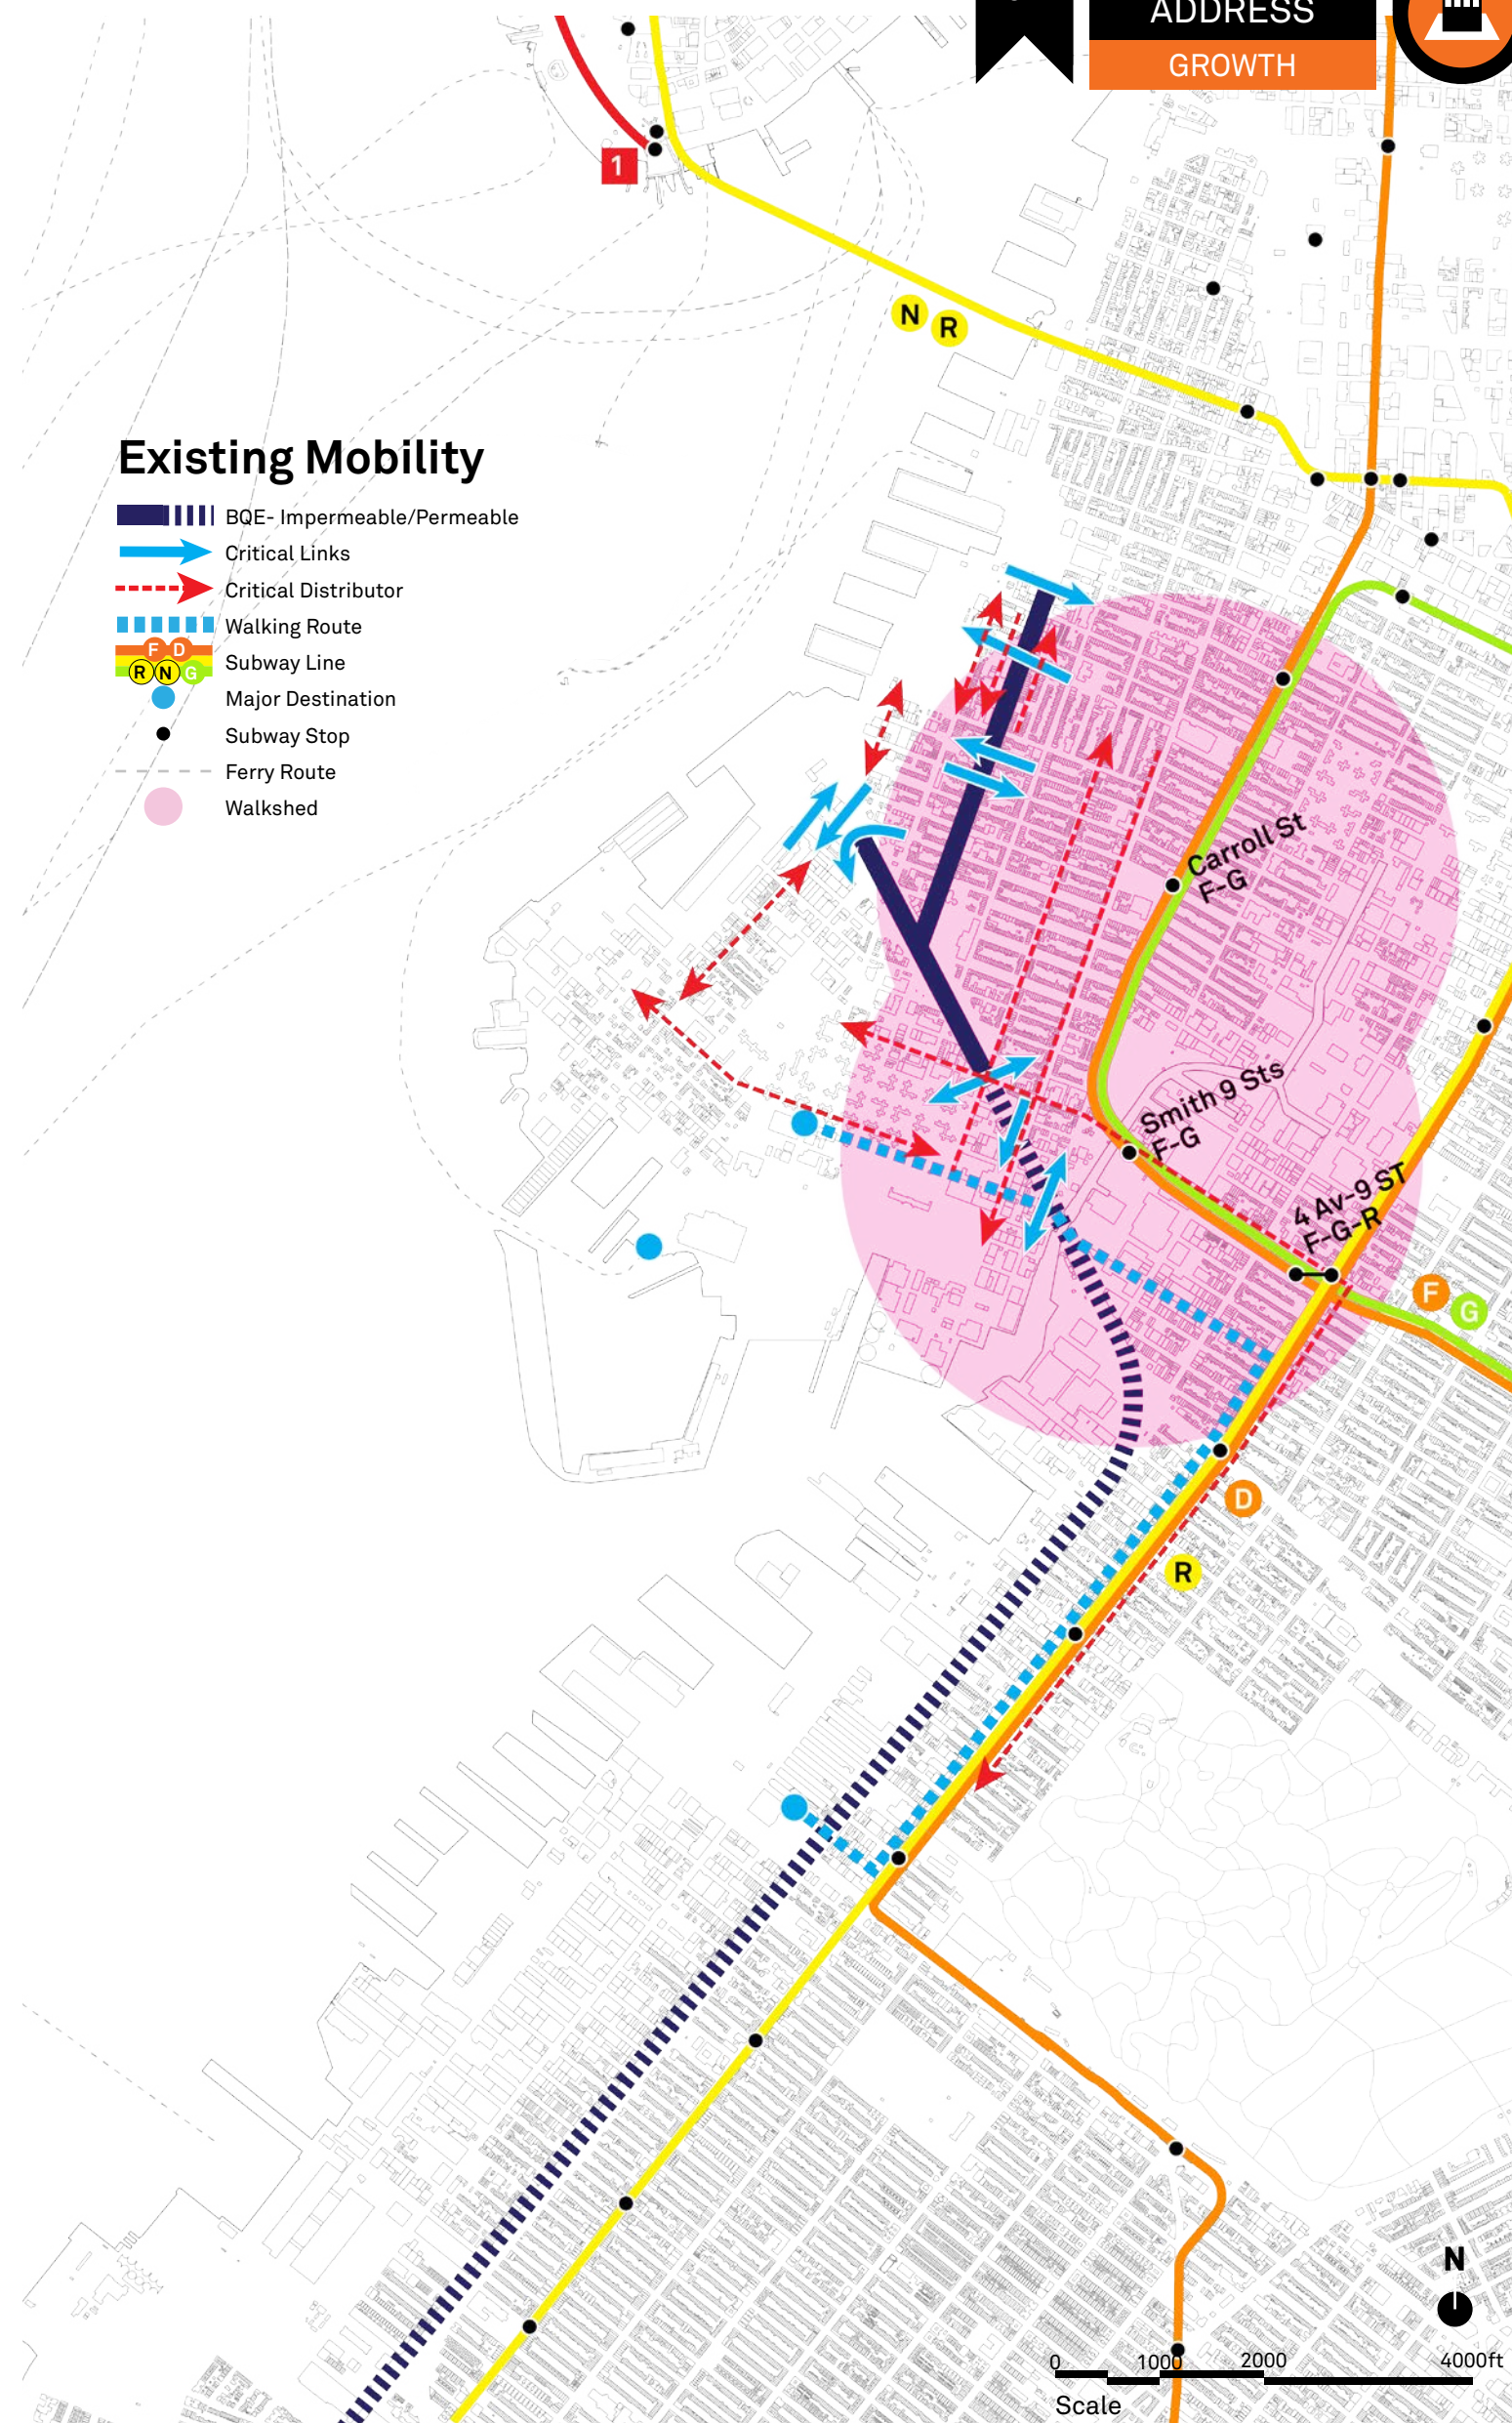 ADDRESS
GROWTH
1
N
R
Existing Mobility
BQE- Impermeable/Permeable
Critical Links
Critical Distributor
Walking Route
F D
R N G
Subway Line
Major Destination
Subway Stop
Ferry Route
Walkshed
Carroll St
F-G
Smith 9 Sts
F-G
4 Av-9 ST
F-G-R
F
G
D
R
N
0 1000 2000 4000ft
Scale